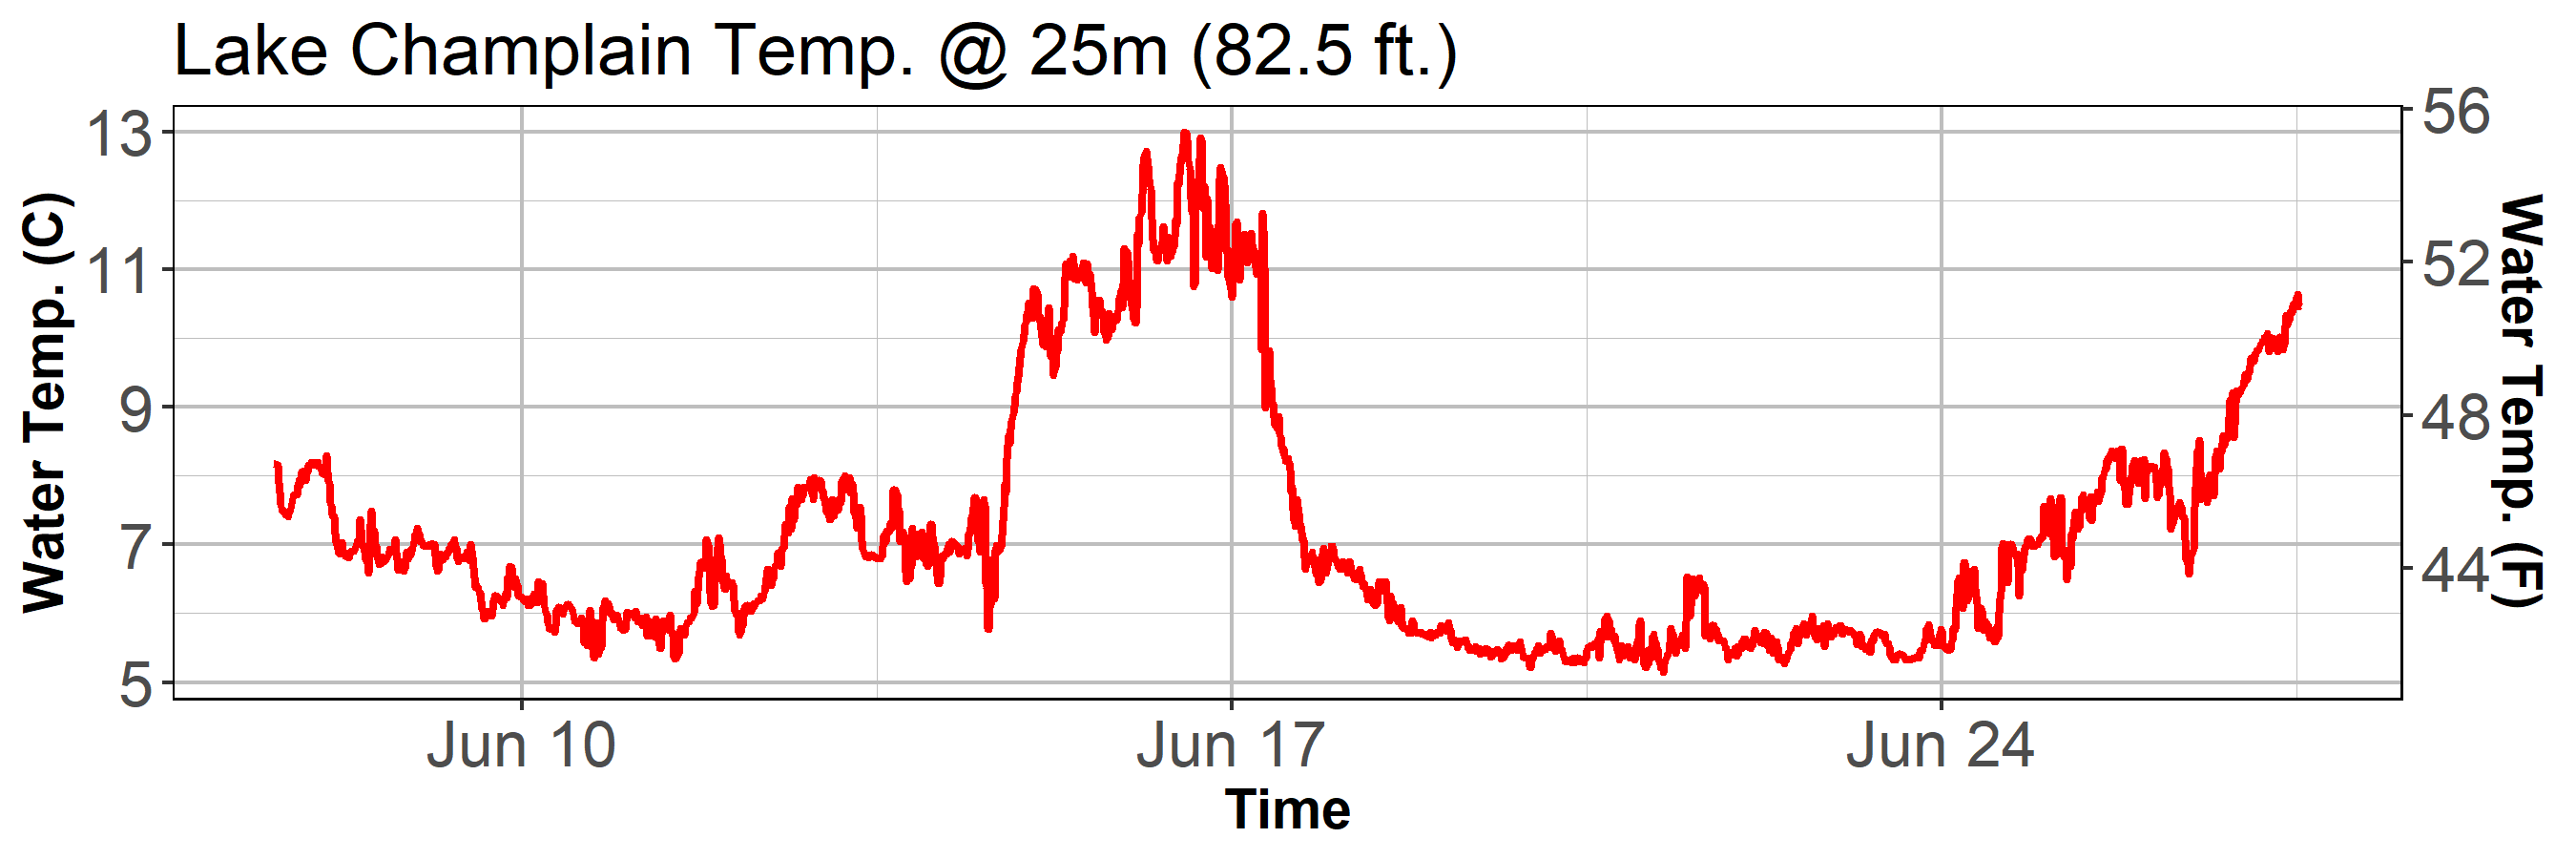 Lake Champlain Temp. @ 25m (82.5 ft.)
13
11
9
7
5
Water Temp. (C)
56
52
48
44
Water Temp. (F)
Jun 10
Jun 17
Jun 24
Time